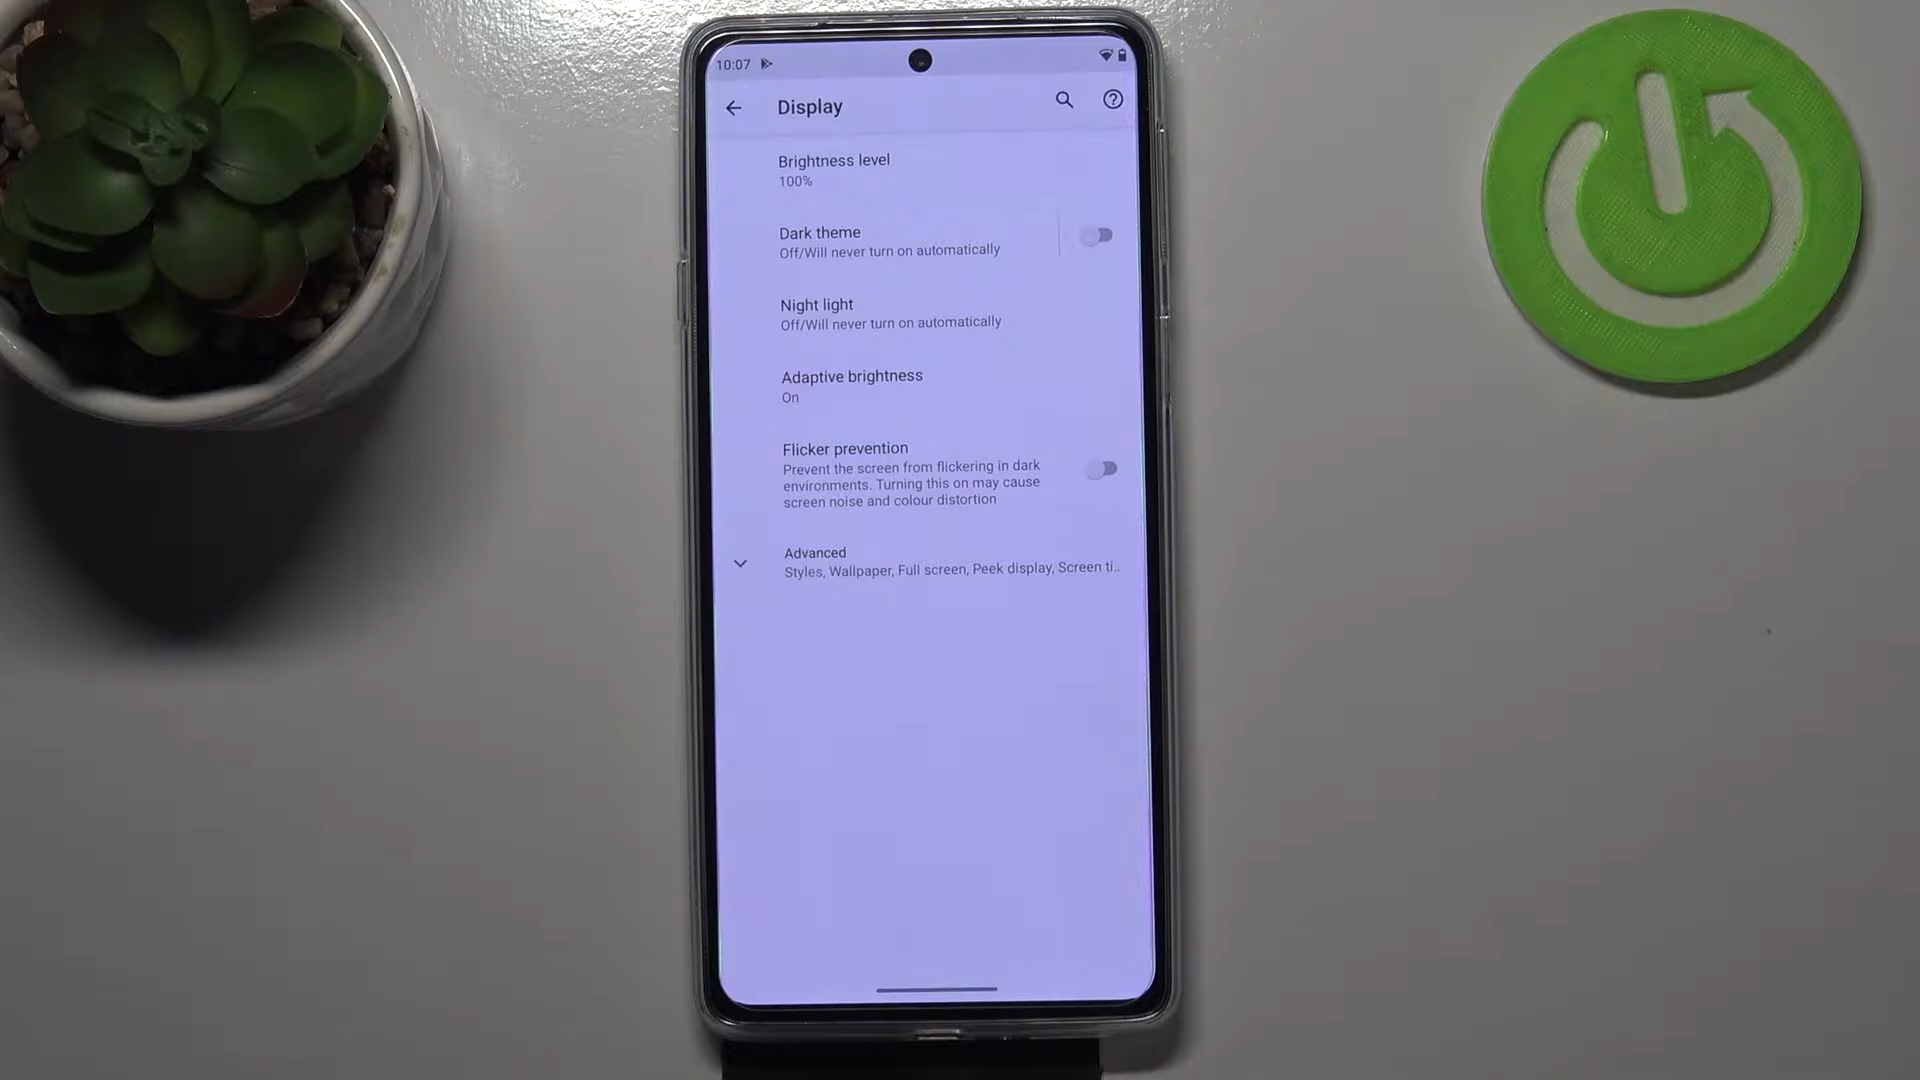 10:07
Display
Brightness level
100%
Dark theme
Off/Will never turn on automatically
Night light
Off/Will never turn on automatically
Adaptive brightness
On
Flicker prevention
Prevent the screen from flickering in dark
environments. Turning this on may cause
screen noise and colour distortion
Advanced
Styles, Wallpaper, Full screen, Peek display, Screen ti..